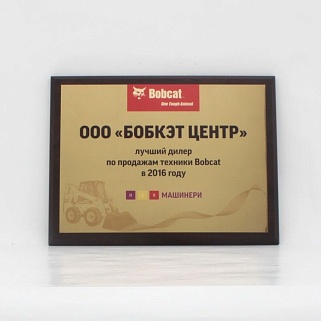 Bobcat
One Tough Animal
ООО «БОБКЭТ ЦЕНТР»
лучший дилер
по продажам техники Bobcat
в 2016 году
МАШИНЕРИ